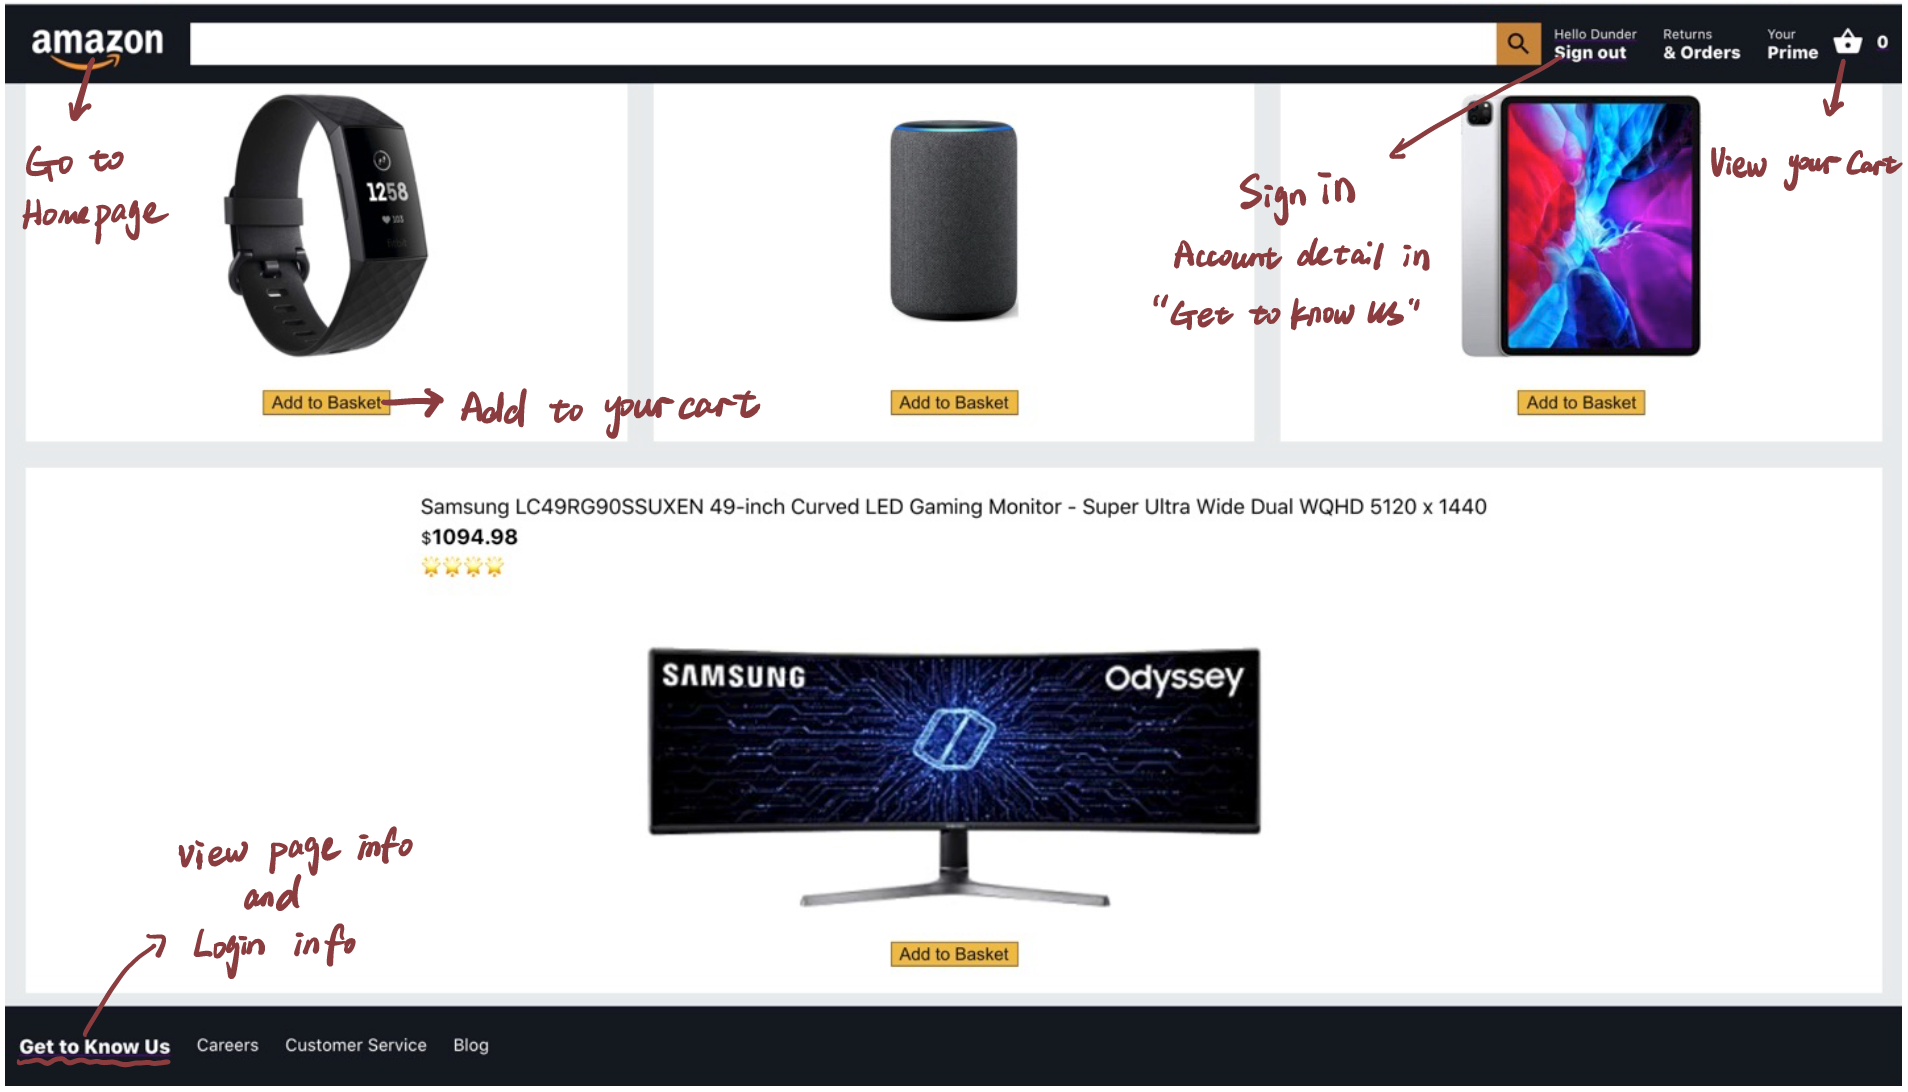 amazon
Hello Dunder
Sign out
Returns
& Orders
Your
Prime
0
Go to
Homepage
1258
103
fitbit
Sign in
Account detail in
"Get to know us"
View your Cart
Add to Basket
Add to your cart
Add to Basket
Add to Basket
Samsung LC49RG90SSUXEN 49-inch Curved LED Gaming Monitor - Super Ultra Wide Dual WQHD 5120 x 1440
$1094.98
SAMSUNG
Odyssey
view page info
and
Login info
Add to Basket
Get to Know Us
Careers
Customer Service
Blog